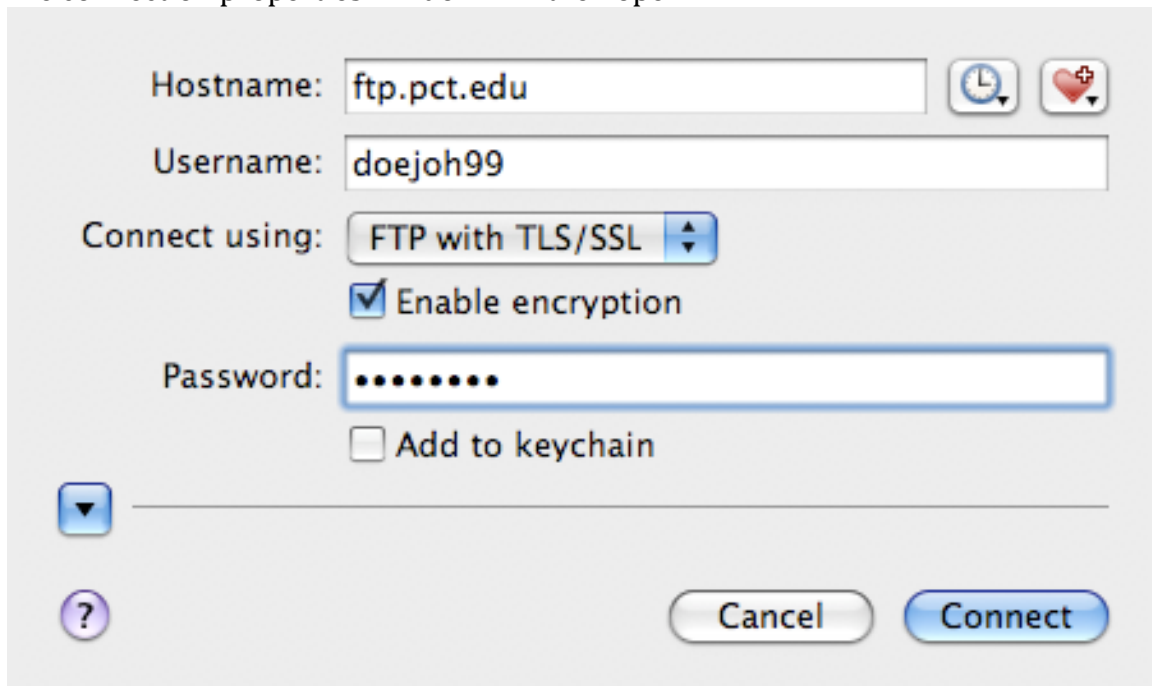 Hostname: ftp.pct.edu
Username: doejoh99
Connect using: FTP with TLS/SSL
Enable encryption
Password: ••••••••
Add to keychain
?
Cancel Connect